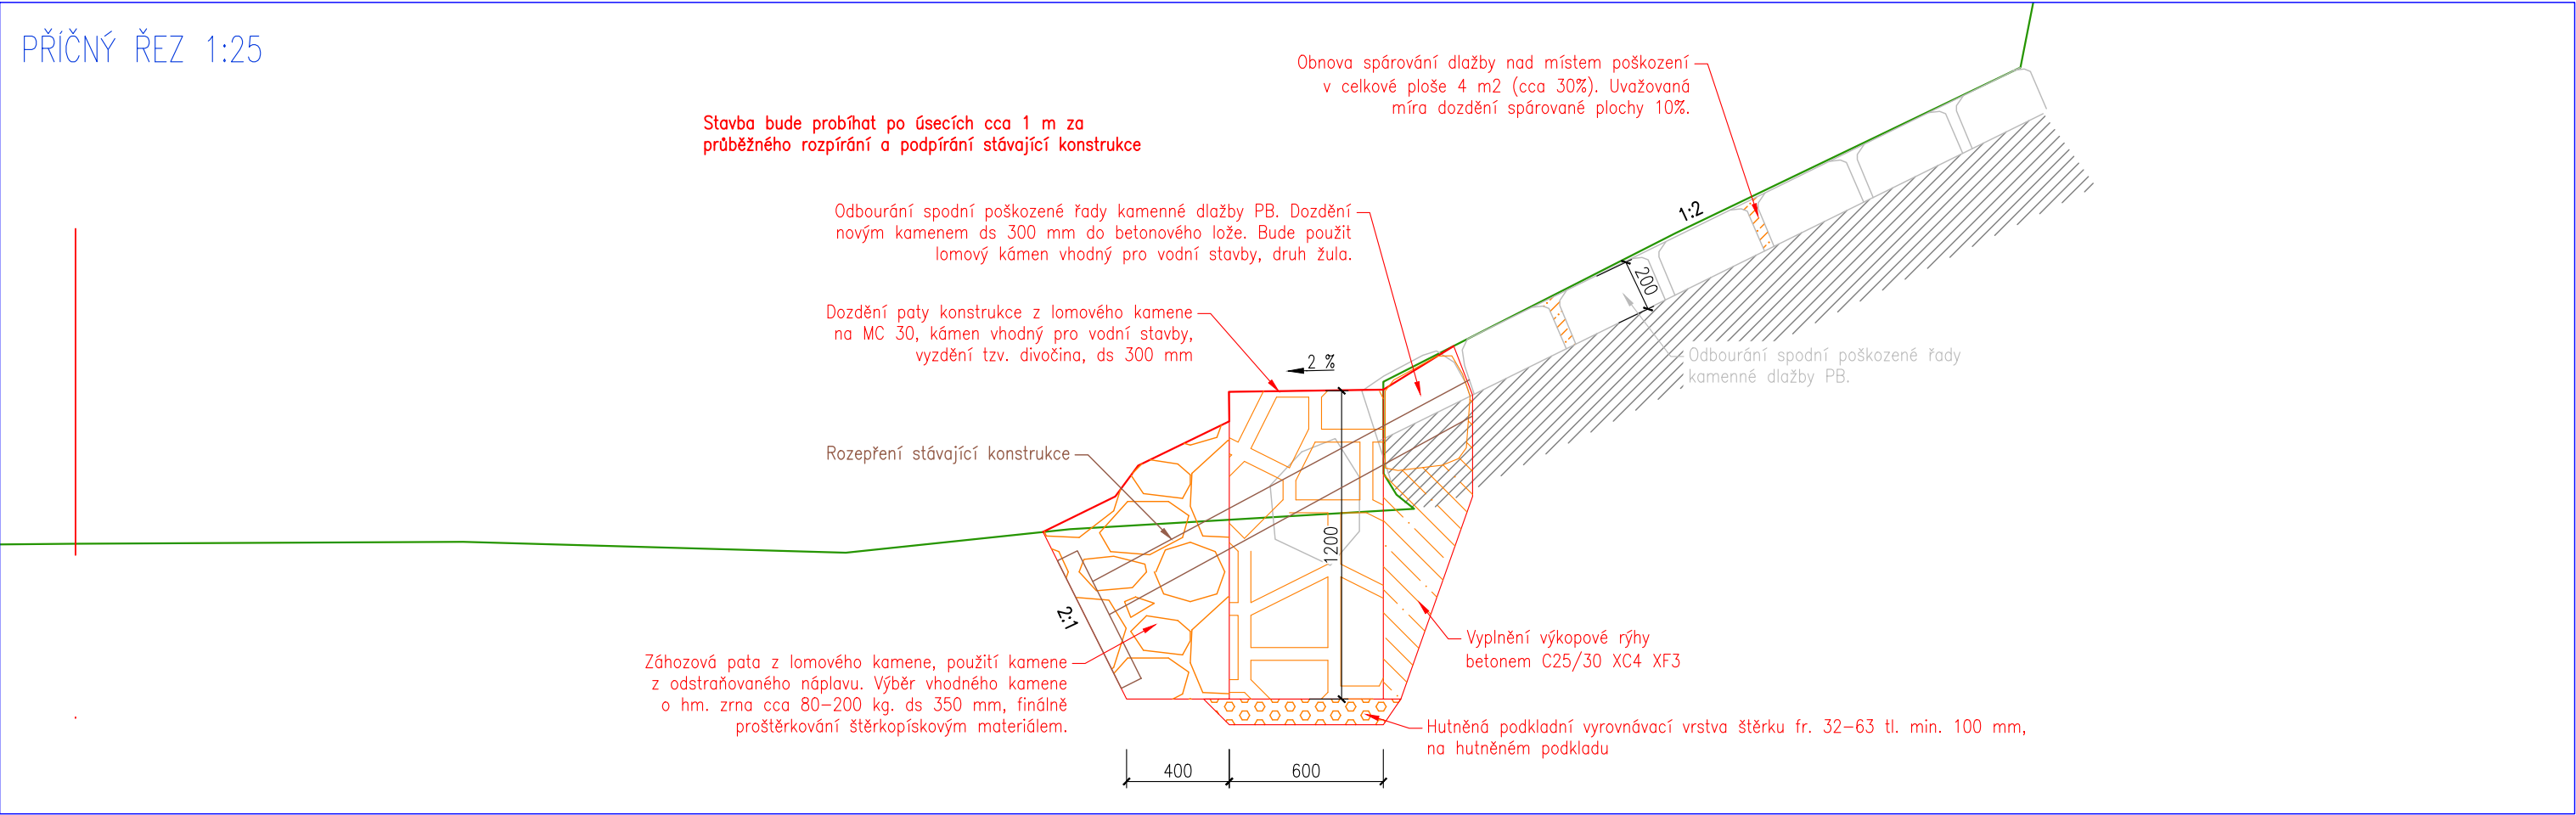 PŘÍČNÝ ŘEZ 1:25
Obnova spárování dlažby nad místem poškození
v celkové ploše 4 m2 (cca 30%). Uvažovaná
míra dozdění spárované plochy 10%.
Stavba bude probíhat po úsecích cca 1 m za
průběžného rozpírání a podpírání stávající konstrukce
Odbourání spodní poškozené řady kamenné dlažby PB. Dozdění
novým kamenem ds 300 mm do betonového lože. Bude použit
lomový kámen vhodný pro vodní stavby, druh žula.
1:2
200
Dozdění paty konstrukce z lomového kamene
na MC 30, kámen vhodný pro vodní stavby,
vyzdění tzv. divočina, ds 300 mm
2 %
Odbourání spodní poškozené řady
kamenné dlažby PB.
Rozepření stávající konstrukce
1200
2:1
Vyplnění výkopové rýhy
betonem C25/30 XC4 XF3
Záhozová pata z lomového kamene, použití kamene
z odstraňovaného náplavu. Výběr vhodného kamene
o hm. zrna cca 80-200 kg. ds 350 mm, finálně
proštěrkování štěrkopískovým materiálem.
Hutněná podkladní vyrovnávací vrstva štěrku fr. 32-63 tl. min. 100 mm,
na hutněném podkladu
400
600